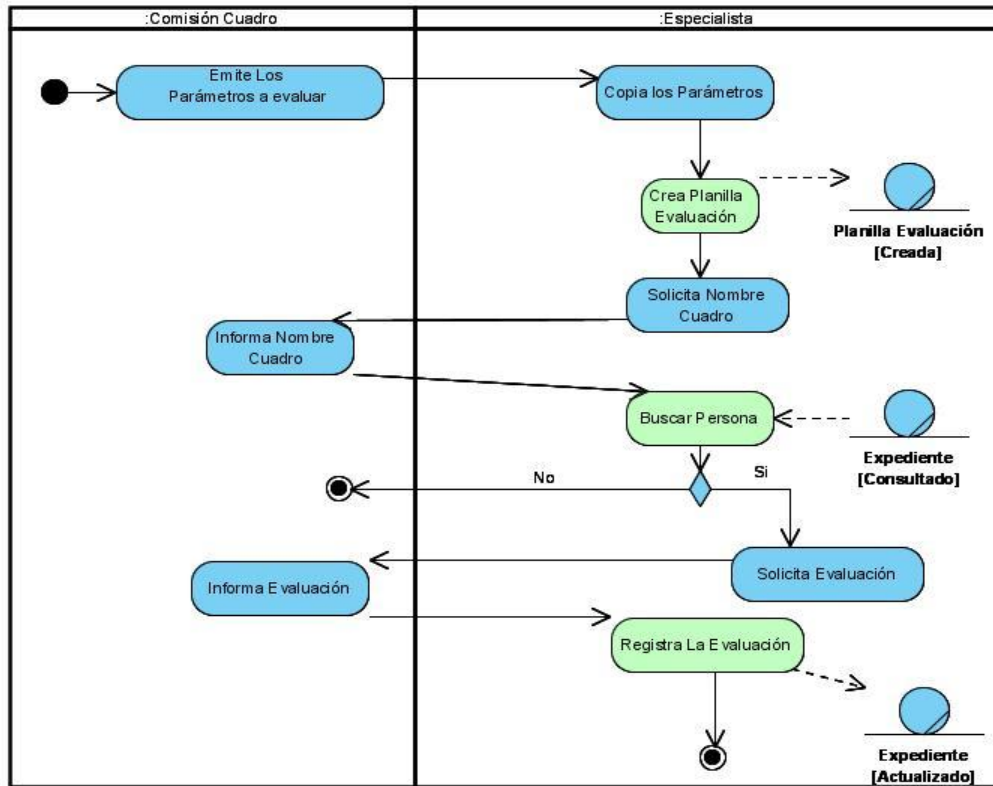 :Comisión Cuadro
:Especialista
Emite Los
Parámetros a evaluar
Copia los Parámetros
Crea Planilla
Evaluación
Planilla Evaluación
[Creada]
Solicita Nombre
Cuadro
Informa Nombre
Cuadro
Buscar Persona
Expediente
[Consultado]
No
Si
Solicita Evaluación
Informa Evaluación
Registra La Evaluación
Expediente
[Actualizado]